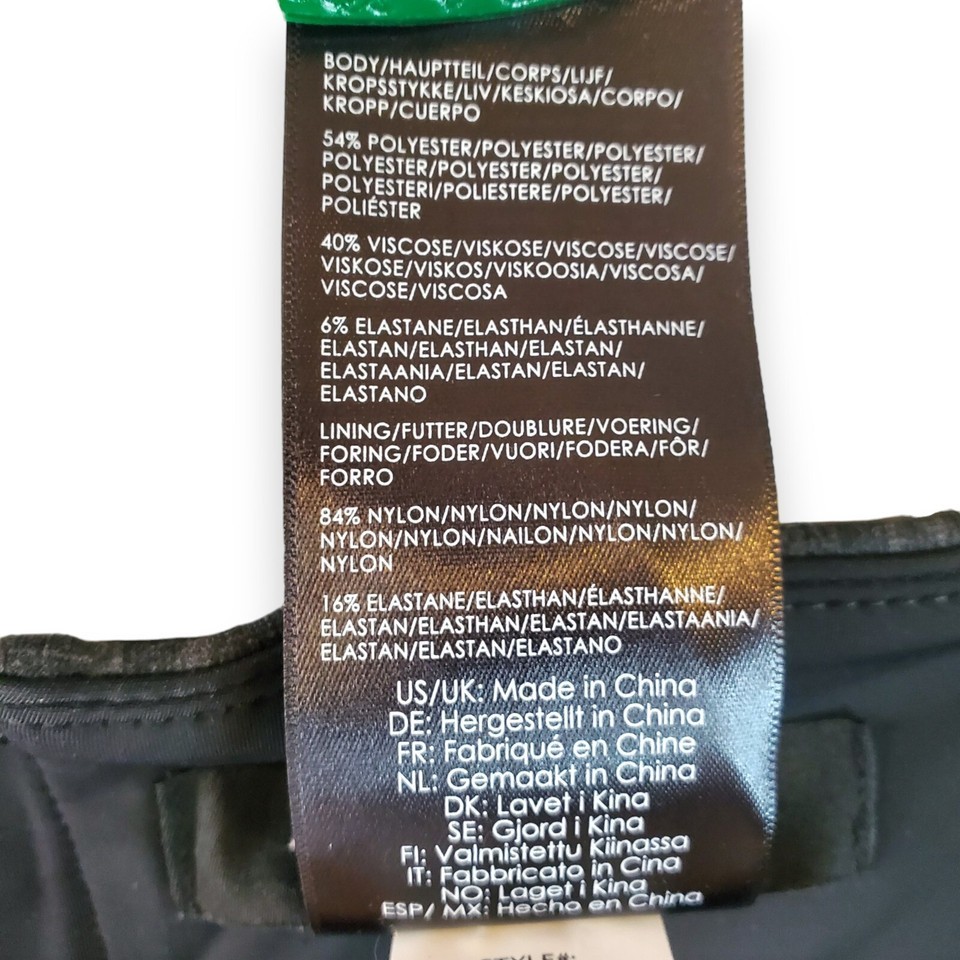 BODY/HAUPTTEIL/CORPS/LIJF/
KROPSSTYKKE/LIV/KESKIOSA/CORPO/
KROPP/CUERPO
54% POLYESTER/POLYESTER/POLYESTER/
POLYESTER/POLYESTER/POLYESTER/
POLYESTERI/POLIESTERE/POLYESTER/
POLIÉSTER
40% VISCOSE/VISKOSE/VISCOSE/VISCOSE/
VISKOSE/VISKOS/VISKOOSIA/VISCOSA/
VISCOSE/VISCOSA
6% ELASTANE/ELASTHAN/ÉLASTHANNE/
ELASTAN/ELASTHAN/ELASTAN/
ELASTAANIA/ELASTAN/ELASTAN/
ELASTANO
LINING/FUTTER/DOUBLURE/VOERING/
FORING/FODER/VUORI/FODERA/FÔR/
FORRO
84% NYLON/NYLON/NYLON/NYLON/
NYLON/NYLON/NAILON/NYLON/NYLON/
NYLON
16% ELASTANE/ELASTHAN/ÉLASTHANNE/
ELASTAN/ELASTHAN/ELASTAN/ELASTAANIA/
ELASTAN/ELASTAN/ELASTANO
US/UK: Made in China
DE: Hergestellt in China
FR: Fabriqué en Chine
NL: Gemaakt in China
DK: Lavet i Kina
SE: Gjord i Kina
FI: Valmistettu Kiinassa
IT: Fabbricato in Cina
NO: Laget i Kina
ESP/ MX: Hecho en China
STYLE#: